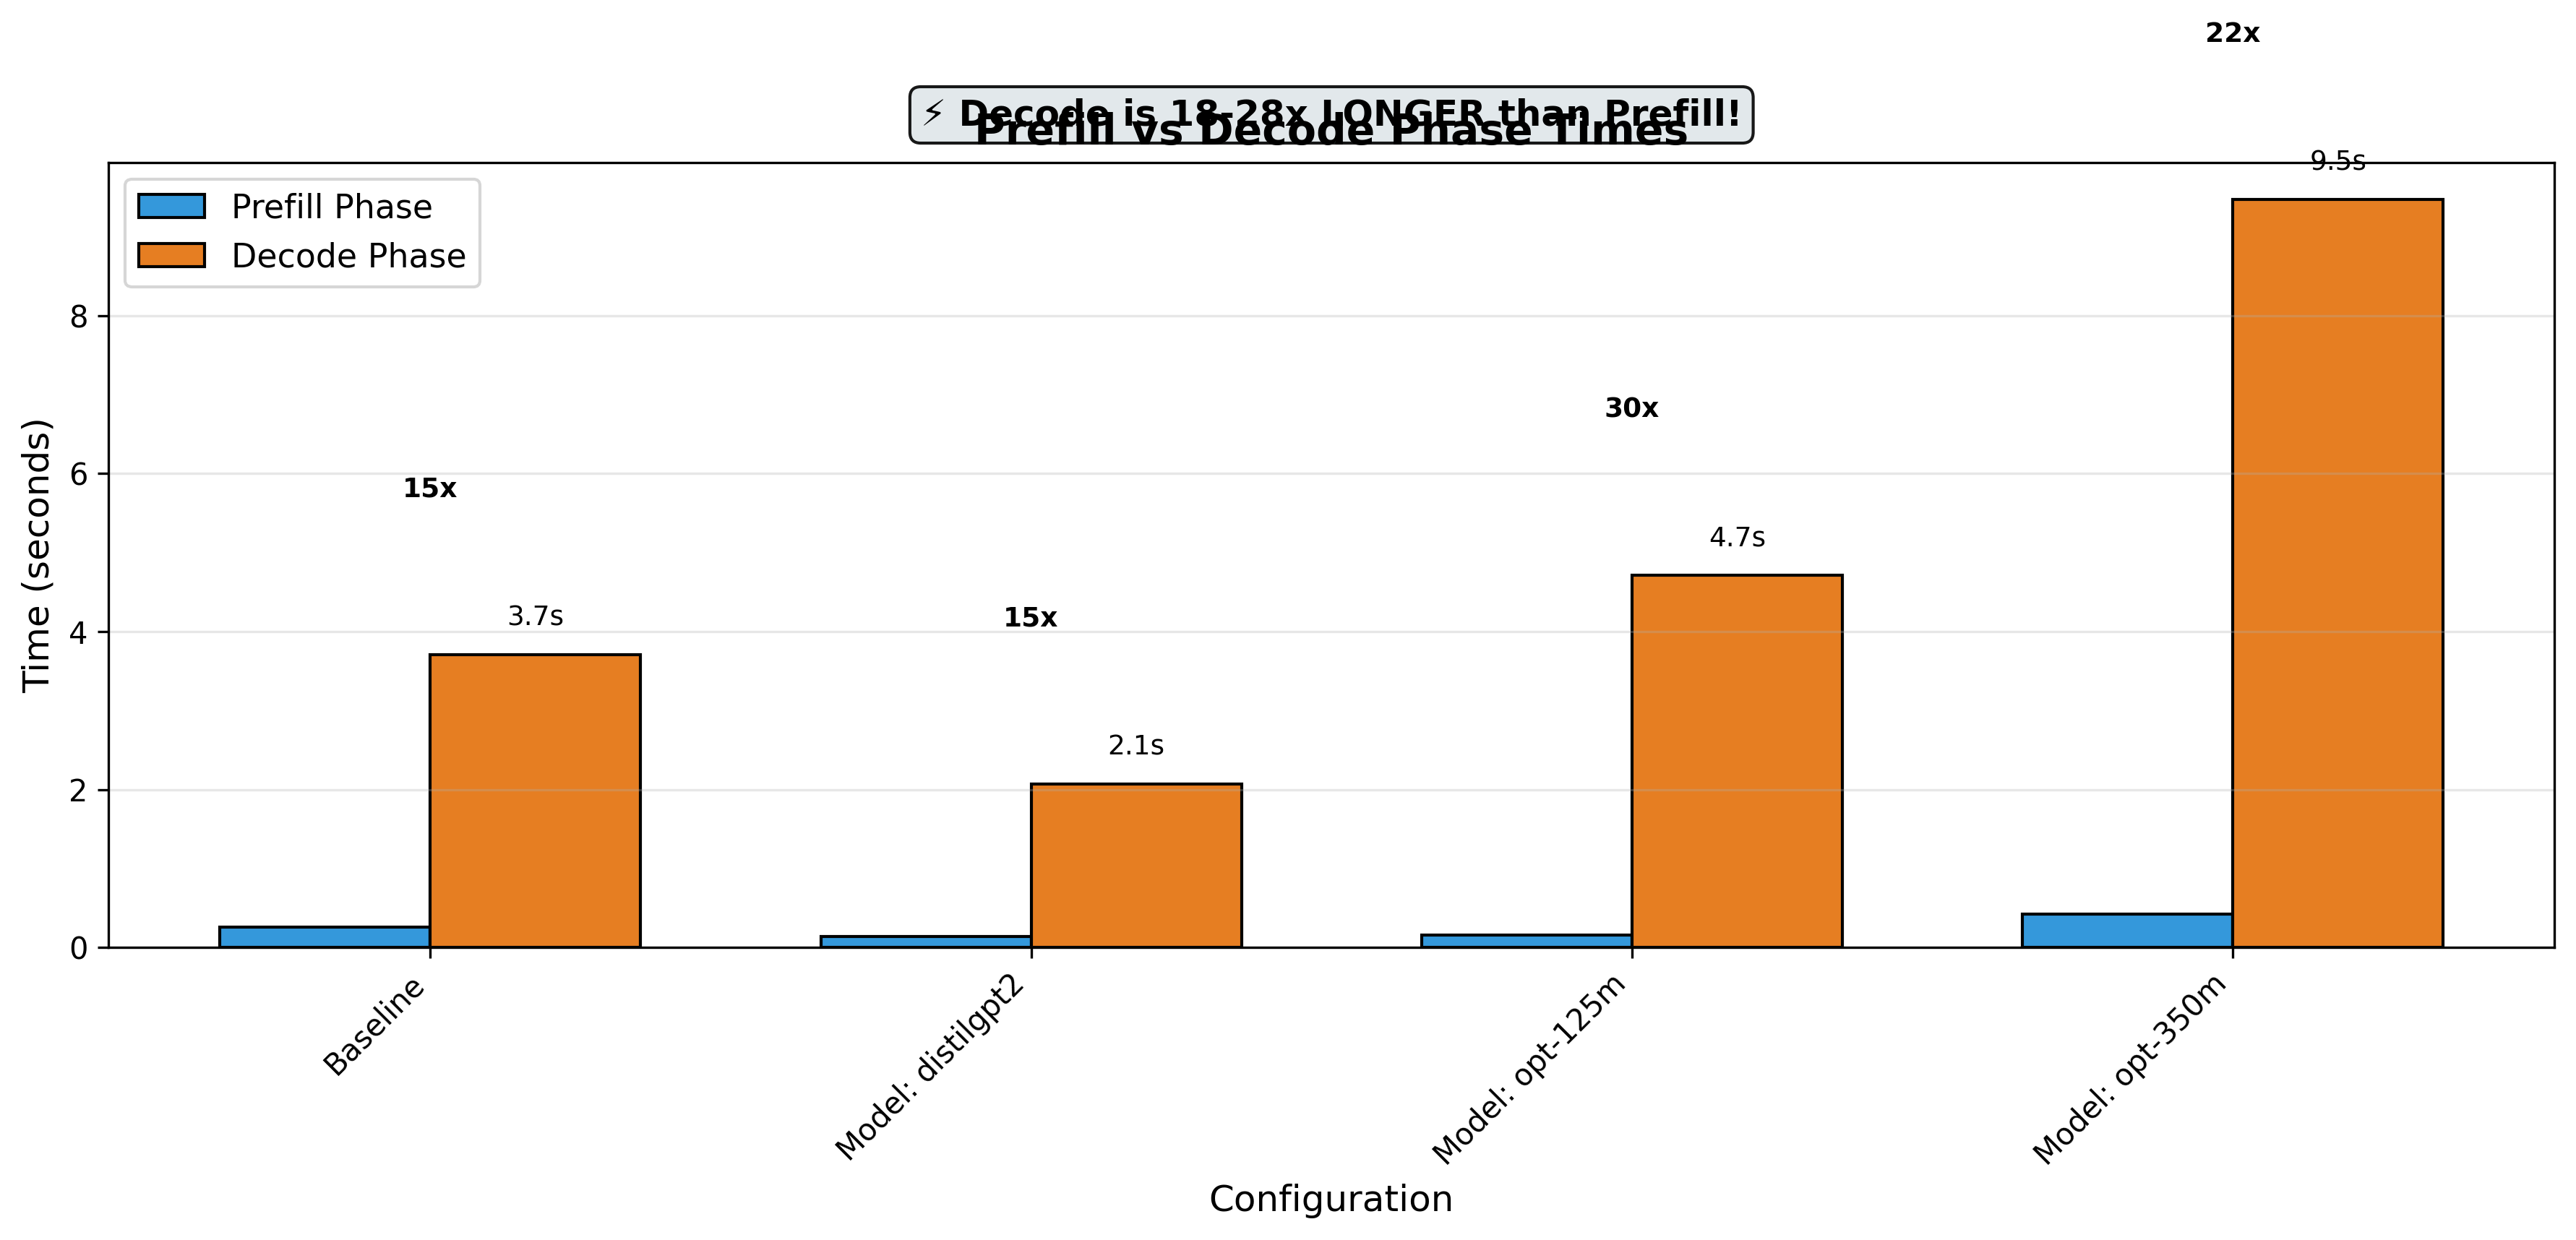 22x
⚡ Decode is 18-28x LONGER than Prefill!
Prefill vs Decode Phase Times
9.5s
Prefill Phase
Decode Phase
8
30x
6
15x
4.7s
15x
3.7s
4
2.1s
2
0
Time (seconds)
Baseline
Model: distilgpt2
Model: opt-125m
Model: opt-350m
Configuration